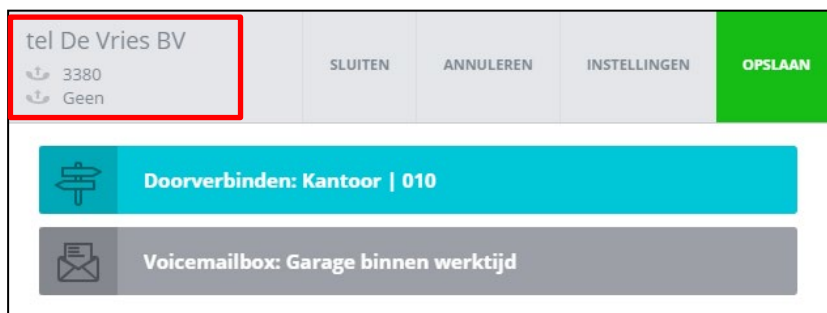 tel De Vries BV
3380
Geen
SLUITEN
ANNULEREN
INSTELLINGEN
OPSLAAN
Doorverbinden: Kantoor | 010
Voicemailbox: Garage binnen werktijd